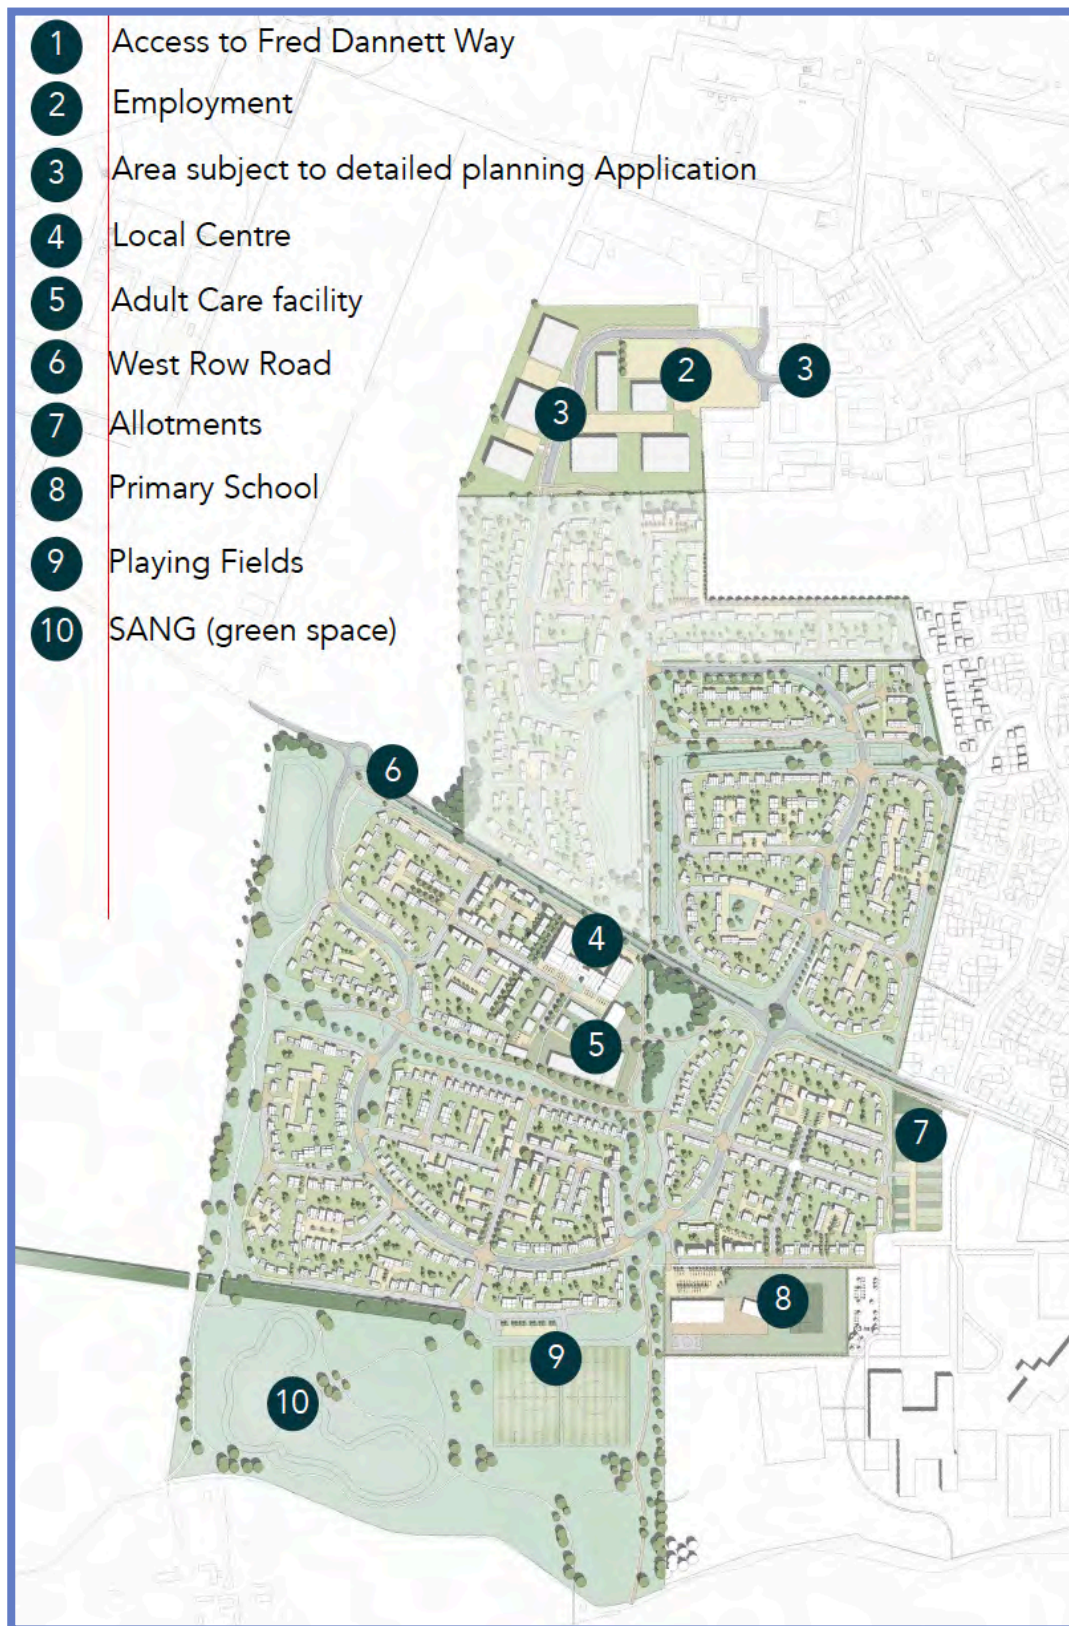 1 Access to Fred Dannett Way
2 Employment
3 Area subject to detailed planning Application
4 Local Centre
5 Adult Care facility
6 West Row Road
7 Allotments
8 Primary School
9 Playing Fields
10 SANG (green space)
2
3
3
6
4
5
7
8
9
10